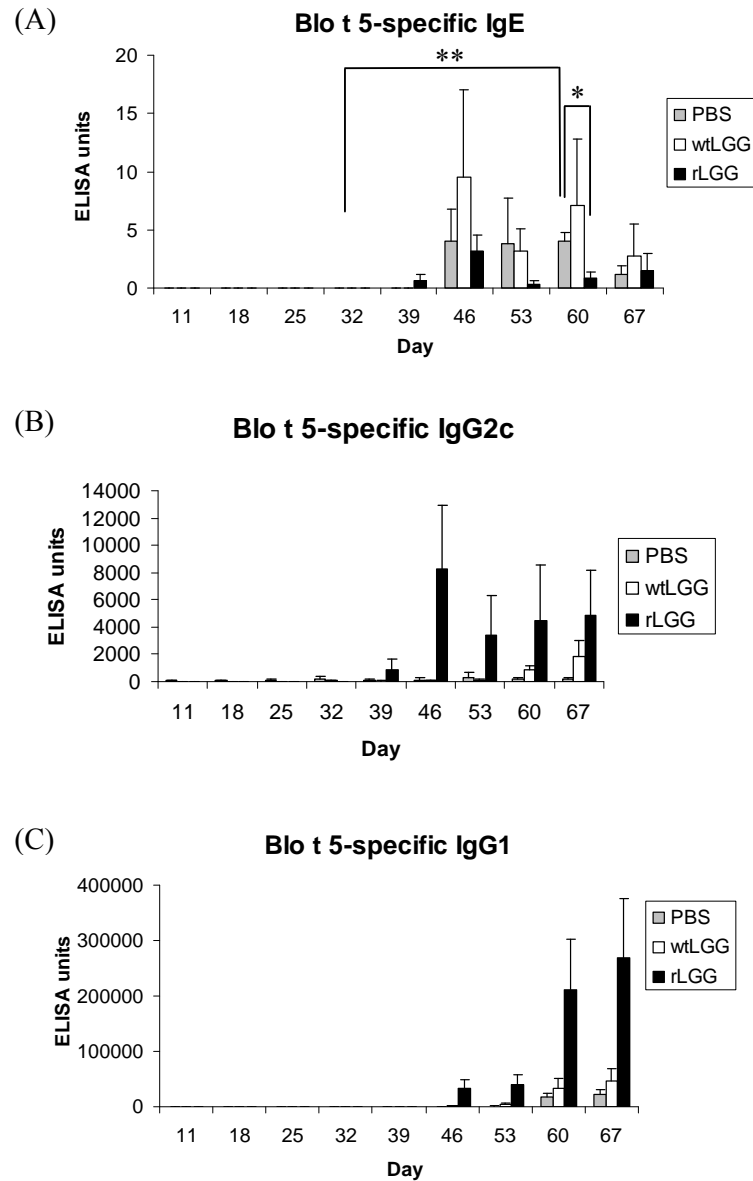 (A)
Blo t 5-specific IgE
**
*
20
15
10
5
0
ELISA units
11 18 25 32 39 46 53 60 67
Day
PBS
wtLGG
rLGG
(B)
Blo t 5-specific IgG2c
14000
12000
10000
8000
6000
4000
2000
0
ELISA units
11 18 25 32 39 46 53 60 67
Day
PBS
wtLGG
rLGG
(C)
Blo t 5-specific IgG1
400000
300000
200000
100000
0
ELISA units
11 18 25 32 39 46 53 60 67
Day
PBS
wtLGG
rLGG